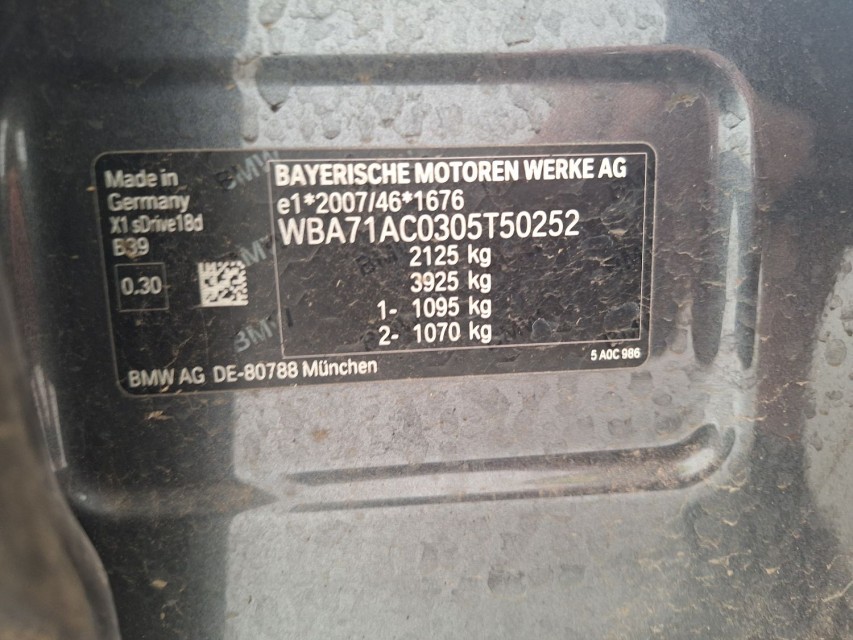 Made in
Germany
X1 sDrive18d
B39
0.30
BAYERISCHE MOTOREN WERKE AG
e1*2007/46*1676
WBA71AC0305T50252
2125 kg
3925 kg
1- 1095 kg
2- 1070 kg
5 A0C 986
BMW AG DE-80788 München